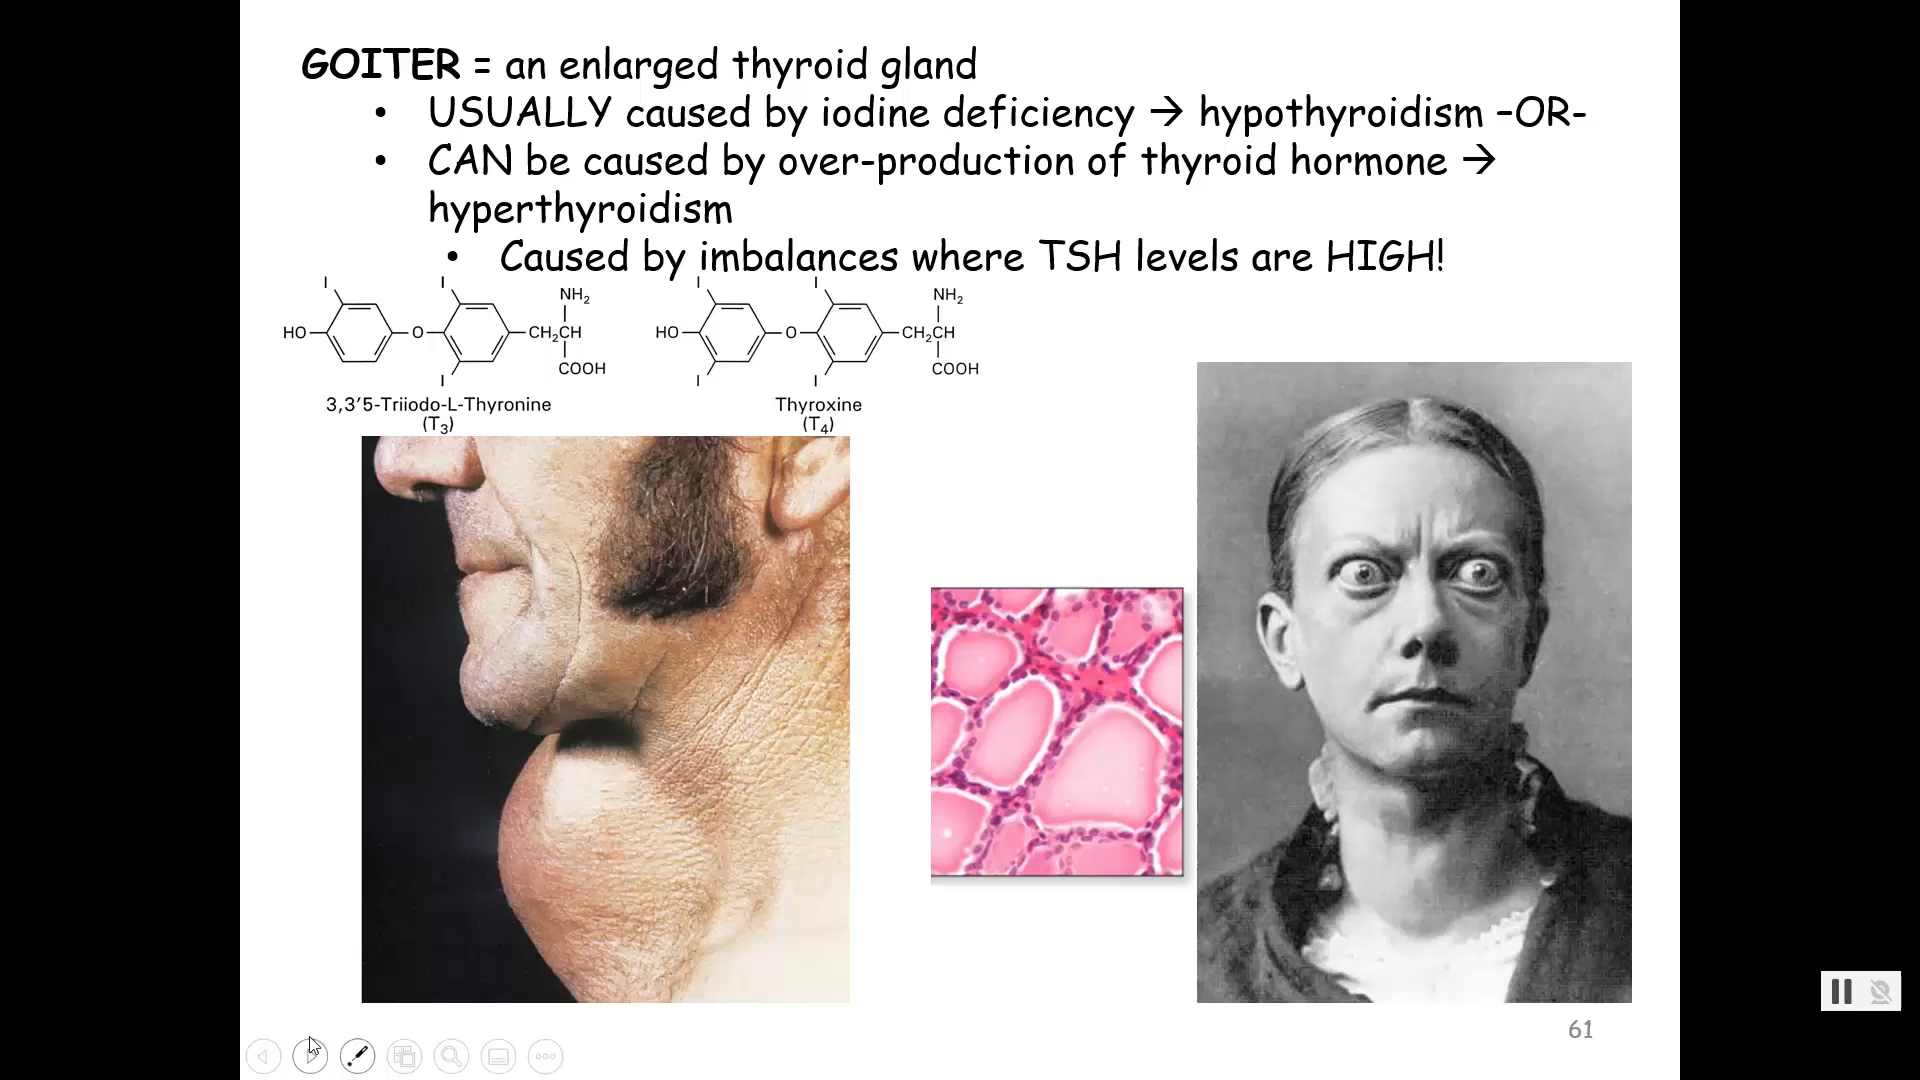 GOITER = an enlarged thyroid gland
• USUALLY caused by iodine deficiency → hypothyroidism –OR-
• CAN be caused by over-production of thyroid hormone →
hyperthyroidism
• Caused by imbalances where TSH levels are HIGH!
I I NH₂
HO O CH₂CH
I COOH
3,3′5-Triiodo-L-Thyronine
(T₃)
I I NH₂
HO O CH₂CH
I I COOH
Thyroxine
(T₄)
61